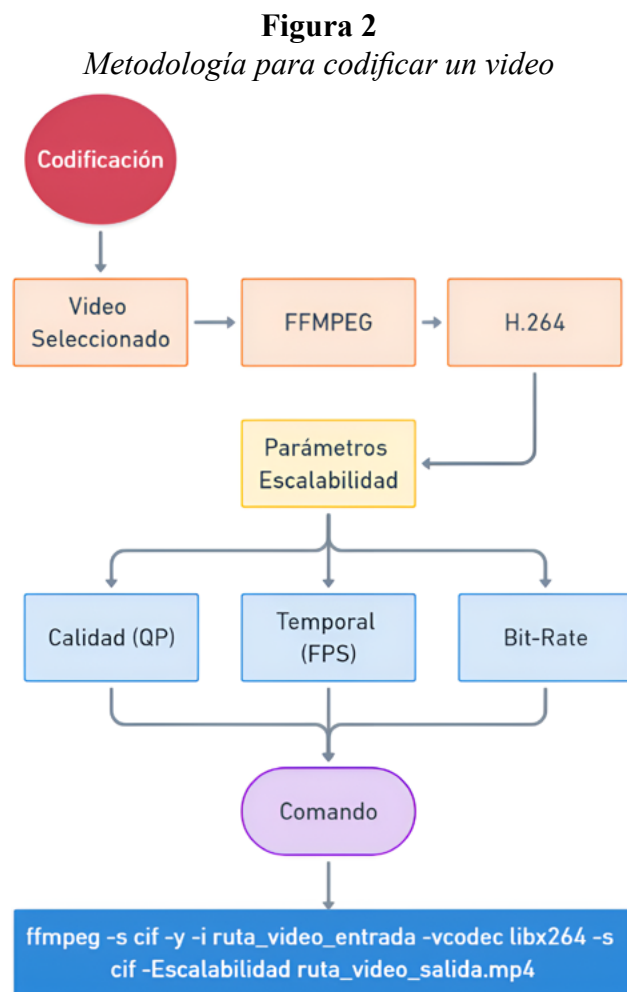 Figura 2
Metodología para codificar un video
Codificación
Video
Seleccionado
FFMPEG
H.264
Parámetros
Escalabilidad
Calidad (QP)
Temporal
(FPS)
Bit-Rate
Comando
ffmpeg -s cif -y -i ruta_video_entrada -vcodec libx264 -s
cif -Escalabilidad ruta_video_salida.mp4